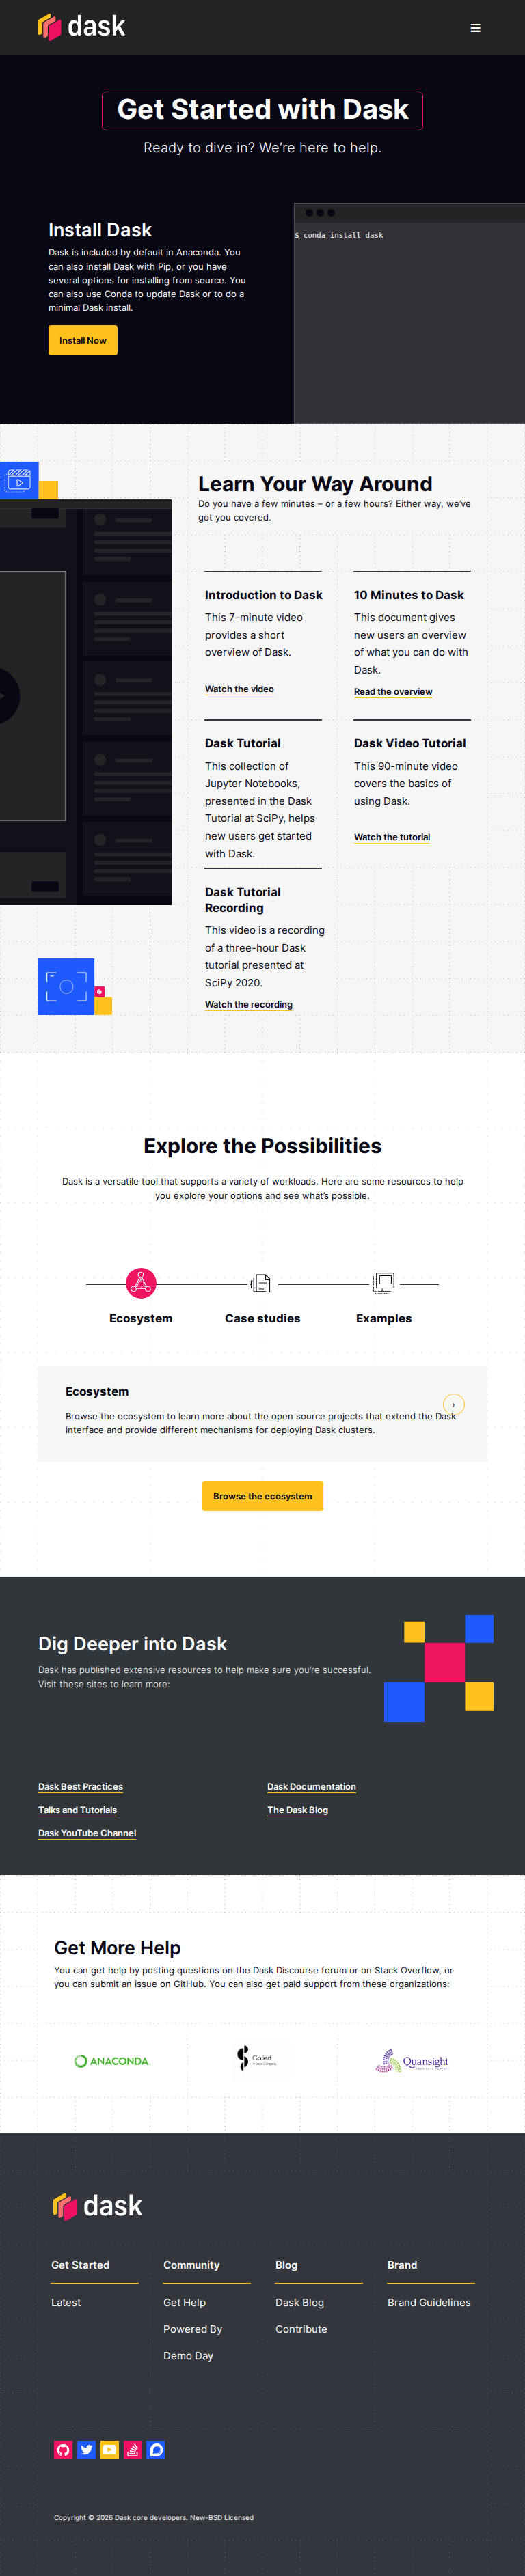 dask
Get Started with Dask
Ready to dive in? We’re here to help.
Install Dask
Dask is included by default in Anaconda. You
can also install Dask with Pip, or you have
several options for installing from source. You
can also use Conda to update Dask or to do a
minimal Dask install.
Install Now
$ conda install dask
Learn Your Way Around
Do you have a few minutes – or a few hours? Either way, we’ve
got you covered.
Introduction to Dask
This 7-minute video
provides a short
overview of Dask.
Watch the video
10 Minutes to Dask
This document gives
new users an overview
of what you can do with
Dask.
Read the overview
Dask Tutorial
This collection of
Jupyter Notebooks,
presented in the Dask
Tutorial at SciPy, helps
new users get started
with Dask.
Dask Video Tutorial
This 90-minute video
covers the basics of
using Dask.
Watch the tutorial
Dask Tutorial
Recording
This video is a recording
of a three-hour Dask
tutorial presented at
SciPy 2020.
Watch the recording
Explore the Possibilities
Dask is a versatile tool that supports a variety of workloads. Here are some resources to help
you explore your options and see what’s possible.
Ecosystem
Case studies
Examples
Ecosystem
Browse the ecosystem to learn more about the open source projects that extend the Dask
interface and provide different mechanisms for deploying Dask clusters.
›
Browse the ecosystem
Dig Deeper into Dask
Dask has published extensive resources to help make sure you’re successful.
Visit these sites to learn more:
Dask Best Practices
Dask Documentation
Talks and Tutorials
The Dask Blog
Dask YouTube Channel
Get More Help
You can get help by posting questions on the Dask Discourse forum or on Stack Overflow, or
you can submit an issue on GitHub. You can also get paid support from these organizations:
ANACONDA
Coiled
Quansight
dask
Get Started
Latest
Community
Get Help
Powered By
Demo Day
Blog
Dask Blog
Contribute
Brand
Brand Guidelines
Copyright © 2026 Dask core developers. New-BSD Licensed